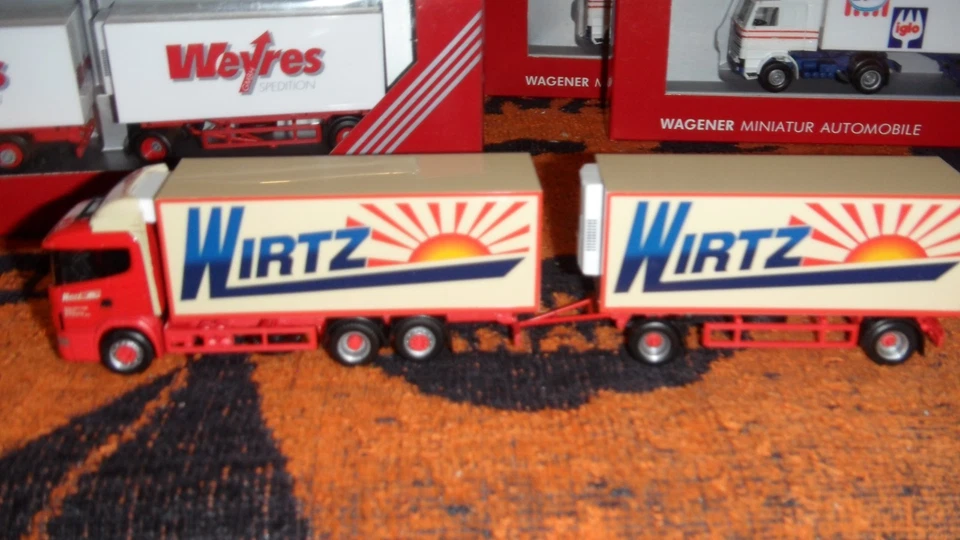 Weyres
SPEDITION
iglo
WAGENER M
WAGENER MINIATUR AUTOMOBILE
WIRTZ
WIRTZ